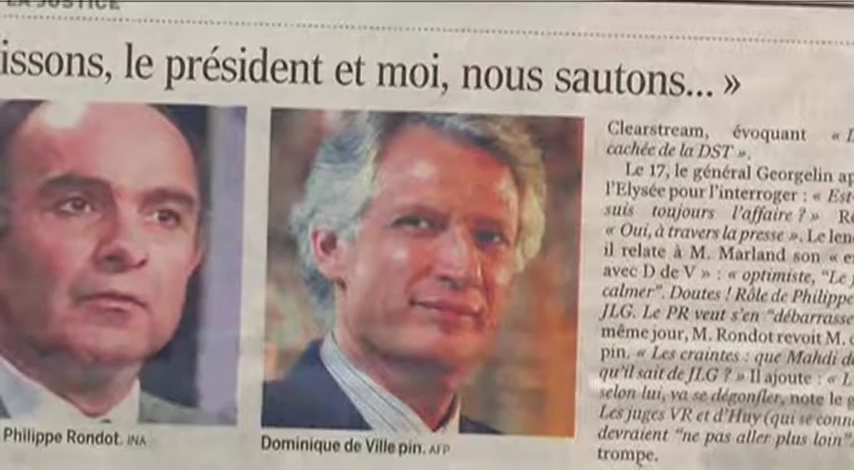 LA JUSTICE
issons, le président et moi, nous sautons... »
Philippe Rondot. INA
Dominique de Ville pin. AFP
Clearstream, évoquant « L
cachée de la DST ».
Le 17, le général Georgelin ap
l'Elysée pour l'interroger : « Est-
suis toujours l'affaire ? » Ré
« Oui, à travers la presse ». Le len
il relate à M. Marland son « e
avec D de V » : « optimiste, "Le
calmer". Doutes ! Rôle de Philippe
JLG. Le PR veut s'en "débarrasse
même jour, M. Rondot revoit M. d
pin. « Les craintes : que Mahdi d
qu'il sait de JLG ? » Il ajoute : « L
selon lui, va se dégonfler, note le g
Les juges VR et d'Huy (qui se conn
devraient "ne pas aller plus loin".
trompe.